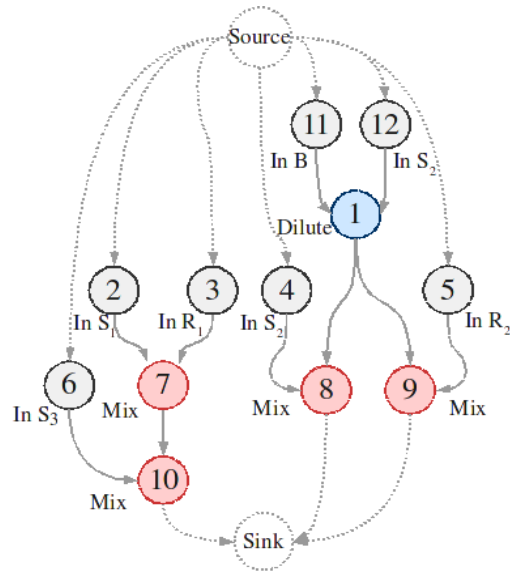 Source
11
12
In B
In S₂
1
Dilute
2
3
4
5
In S₁
In R₁
In S₂
In R₂
6
7
8
9
In S3
Mix
Mix
Mix
10
Mix
Sink